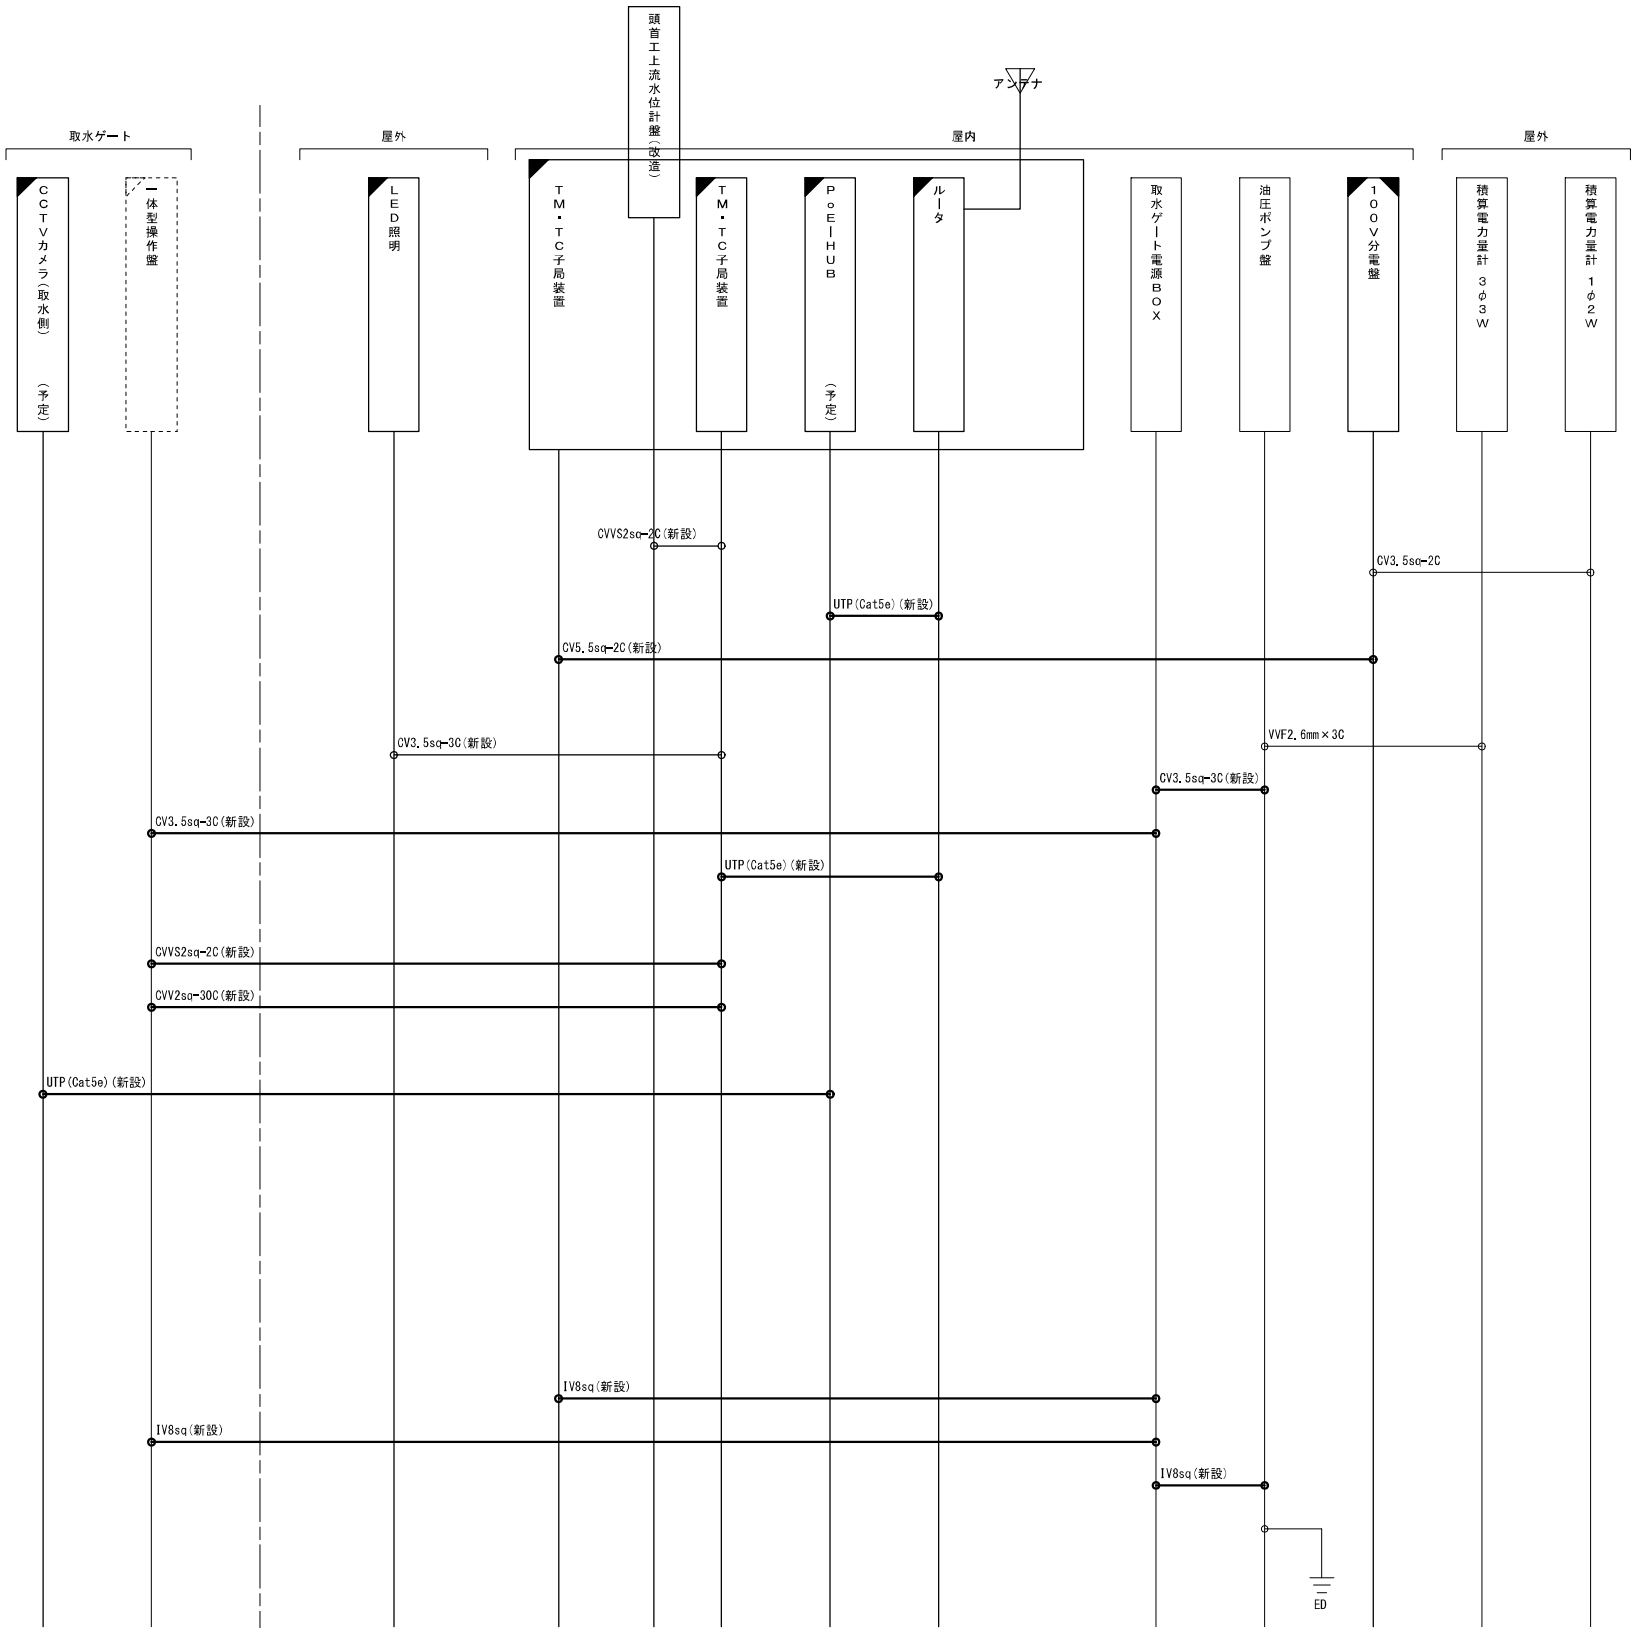 頭首工上流水位計盤(改造)
アンテナ
取水ゲート
屋外
屋内
屋外
CCTVカメラ(取水側) (予定)
一体型操作盤
LED照明
TM・TC子局装置
TM・TC子局装置
PoE-HUB (予定)
ルータ
取水ゲート電源BOX
油圧ポンプ盤
100V分電盤
積算電力量計 3φ3W
積算電力量計 1φ2W
CVVS2sq-2C(新設)
CV3.5sq-2C
UTP(Cat5e)(新設)
CV5.5sq-2C(新設)
CV3.5sq-3C(新設)
VVF2.6mm×3C
CV3.5sq-3C(新設)
CV3.5sq-3C(新設)
UTP(Cat5e)(新設)
CVVS2sq-2C(新設)
CVV2sq-30C(新設)
UTP(Cat5e)(新設)
IV8sq(新設)
IV8sq(新設)
IV8sq(新設)
ED